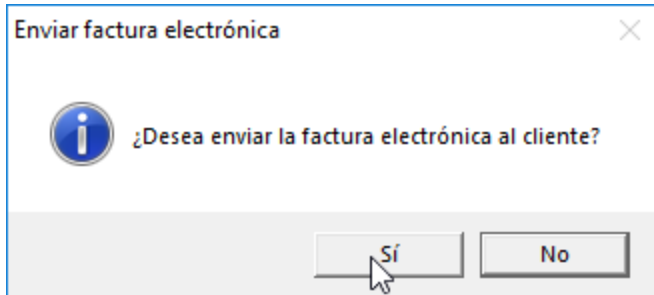 Enviar factura electrónica
¿Desea enviar la factura electrónica al cliente?
Sí
No